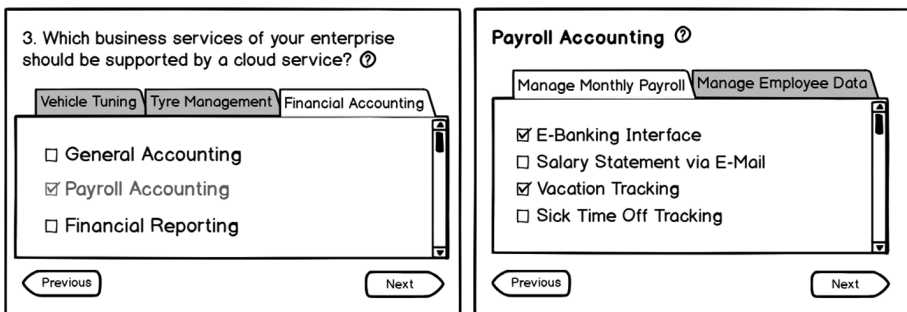 3. Which business services of your enterprise
should be supported by a cloud service? ?
Vehicle Tuning Tyre Management Financial Accounting
General Accounting
Payroll Accounting
Financial Reporting
Previous Next
Payroll Accounting ?
Manage Monthly Payroll Manage Employee Data
E-Banking Interface
Salary Statement via E-Mail
Vacation Tracking
Sick Time Off Tracking
Previous Next